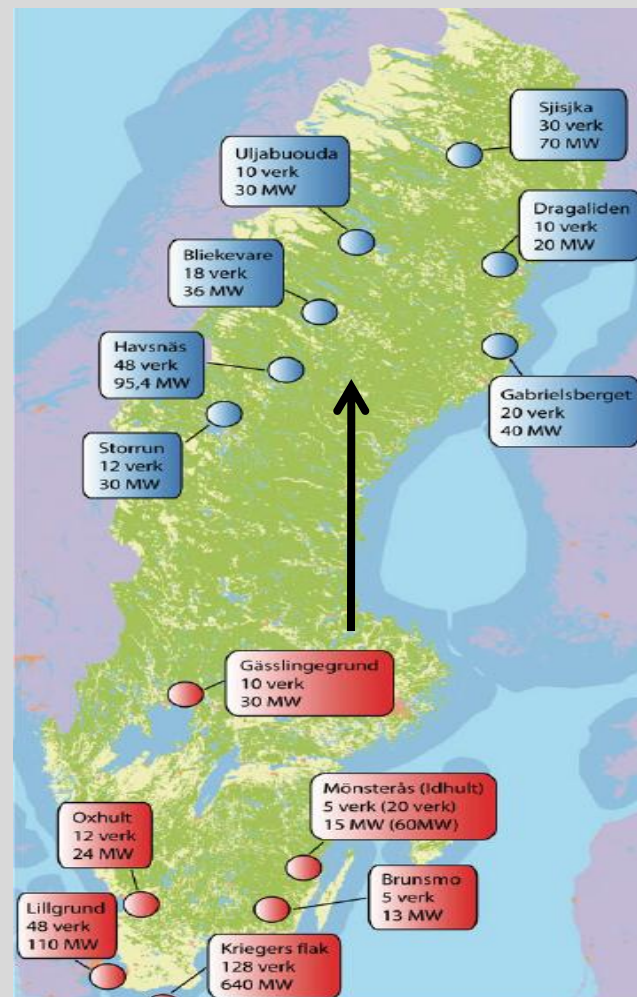 Sjisjka
30 verk
70 MW
Uljabuouda
10 verk
30 MW
Dragaliden
10 verk
20 MW
Bliekevare
18 verk
36 MW
Havsnäs
48 verk
95,4 MW
Gabrielsberget
20 verk
40 MW
Storrun
12 verk
30 MW
Gässlingegrund
10 verk
30 MW
Mönsterås (Idhult)
5 verk (20 verk)
15 MW (60MW)
Oxhult
12 verk
24 MW
Brunsmo
5 verk
13 MW
Lillgrund
48 verk
110 MW
Kriegers flak
128 verk
640 MW